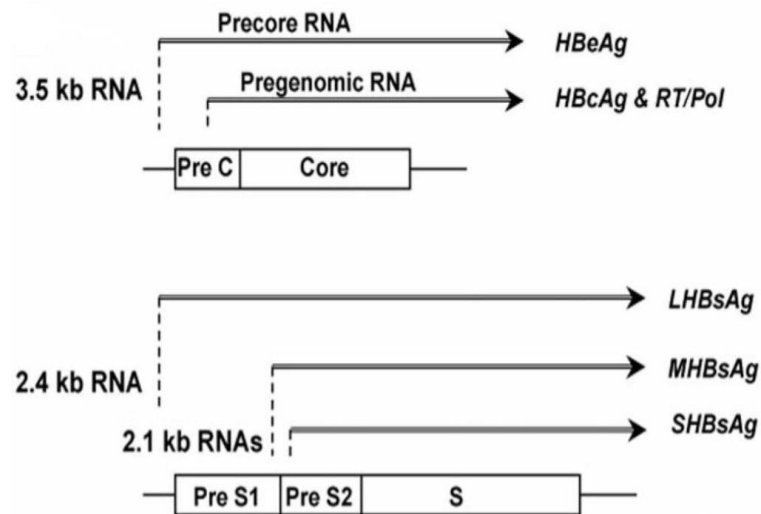 Precore RNA
HBeAg
3.5 kb RNA
Pregenomic RNA
HBcAg & RT/Pol
Pre C
Core
LHBsAg
2.4 kb RNA
MHBsAg
2.1 kb RNAs
SHBsAg
Pre S1
Pre S2
S